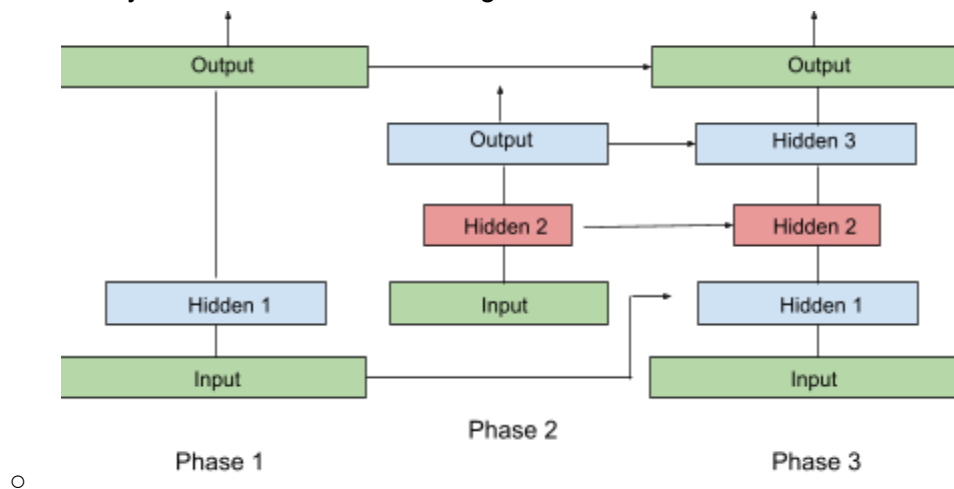 Output
Output
Output
Hidden 3
Hidden 2
Hidden 2
Hidden 1
Input
Hidden 1
Input
Input
Phase 2
Phase 1
Phase 3